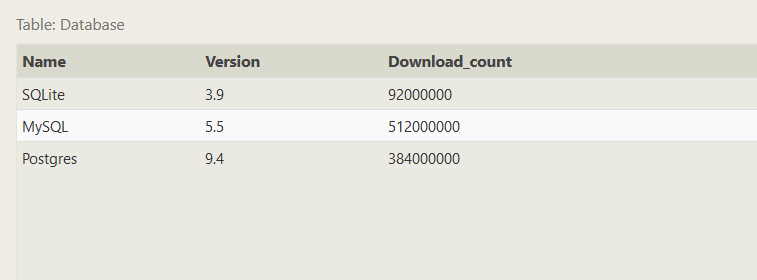 Table: Database
Name Version Download_count
SQLite 3.9 92000000
MySQL 5.5 512000000
Postgres 9.4 384000000